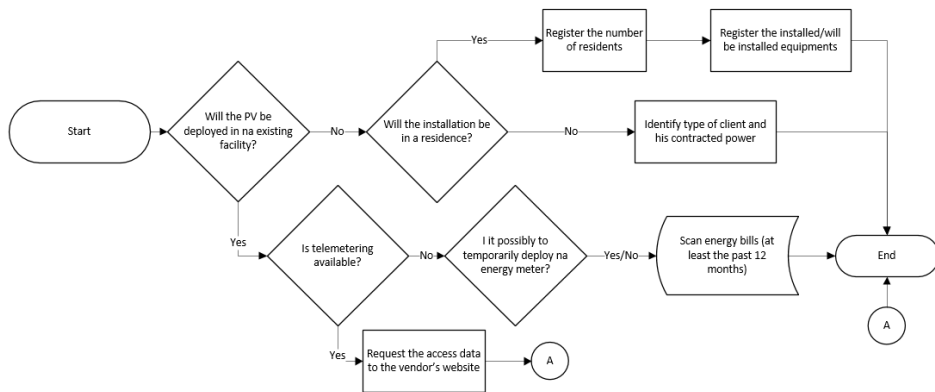 Start
Will the PV be
deployed in na existing
facility?
No
Will the installation be
in a residence?
Yes
Register the number
of residents
Register the installed/will
be installed equipments
No
Identify type of client and
his contracted power
Yes
Is telemetering
available?
No
I it possibly to
temporarily deploy na
energy meter?
Yes/No
Scan energy bills (at
least the past 12
months)
End
A
Yes
Request the access data
to the vendor's website
A